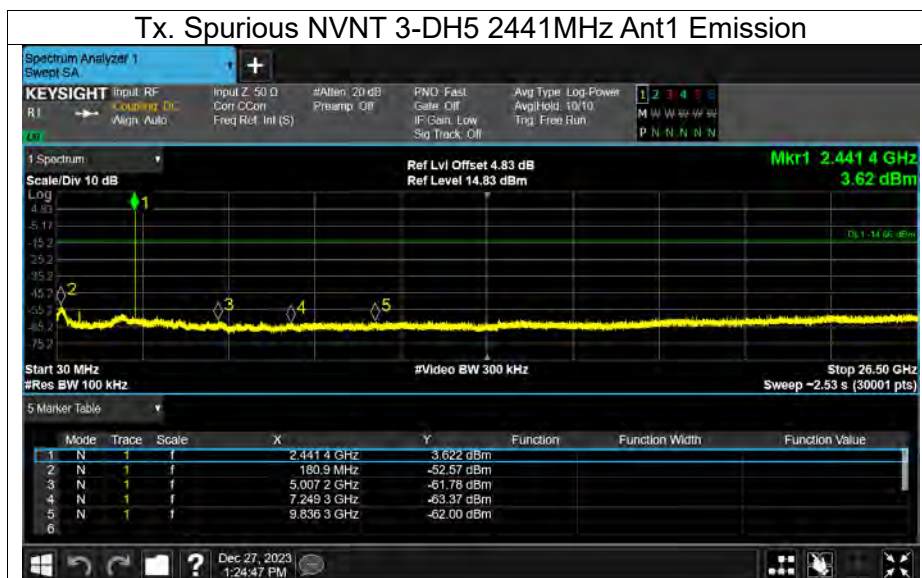 Tx. Spurious NVNT 3-DH5 2441MHz Ant1 Emission
Spectrum Analyzer 1
Swept SA
+
KEYSIGHT Input: RF Input Z: 50 Ω #Atten: 20 dB PNO: Fast Avg Type: Log-Power 1 2 3 4 5 6
R L Coupling: DC Corr CCorr Preamp: Off Gate: Off Avg|Hold: 10/10 M W W W W W
Align: Auto Freq Ref: Int (S) IF Gain: Low Trig: Free Run
Sig Track: Off P N N N N N
1 Spectrum Ref Lvl Offset 4.83 dB Mkr1 2.441 4 GHz
Scale/Div 10 dB Ref Level 14.83 dBm 3.62 dBm
Log
4.83
-5.17
-15.2 DL1 -14.66 dBm
-25.2
-35.2
-45.2
-55.2
-65.2
-75.2
1
2
3
4
5
Start 30 MHz #Video BW 300 kHz Stop 26.50 GHz
#Res BW 100 kHz Sweep ~2.53 s (30001 pts)
5 Marker Table
Mode Trace Scale X Y Function Function Width Function Value
1 N 1 f 2.441 4 GHz 3.622 dBm
2 N 1 f 180.9 MHz -52.57 dBm
3 N 1 f 5.007 2 GHz -61.78 dBm
4 N 1 f 7.249 3 GHz -63.37 dBm
5 N 1 f 9.836 3 GHz -62.00 dBm
6
? Dec 27, 2023
1:24:47 PM